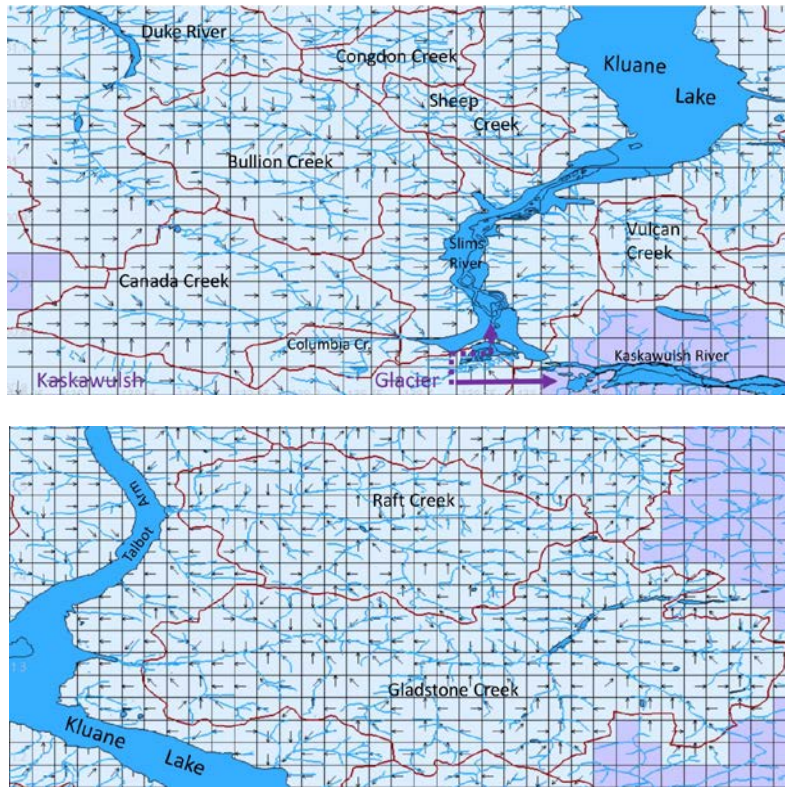 Duke River
Congdon Creek
Kluane
Lake
Sheep
Creek
Bullion Creek
Slims
River
Vulcan
Creek
Canada Creek
Columbia Cr.
Kaskawulsh River
Kaskawulsh
Glacier
Arm
Talbot
Raft Creek
Gladstone Creek
Kluane
Lake